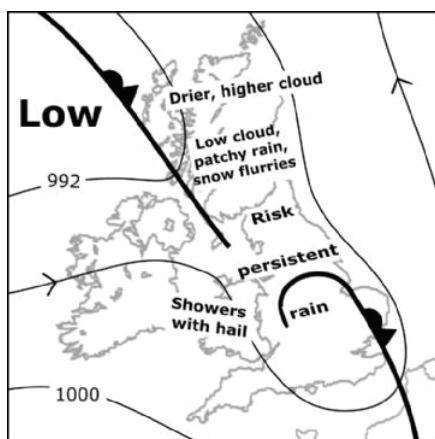 Drier, higher cloud
Low
Low cloud,
patchy rain,
snow flurries
992
Risk
persistent
rain
Showers
with hail
1000